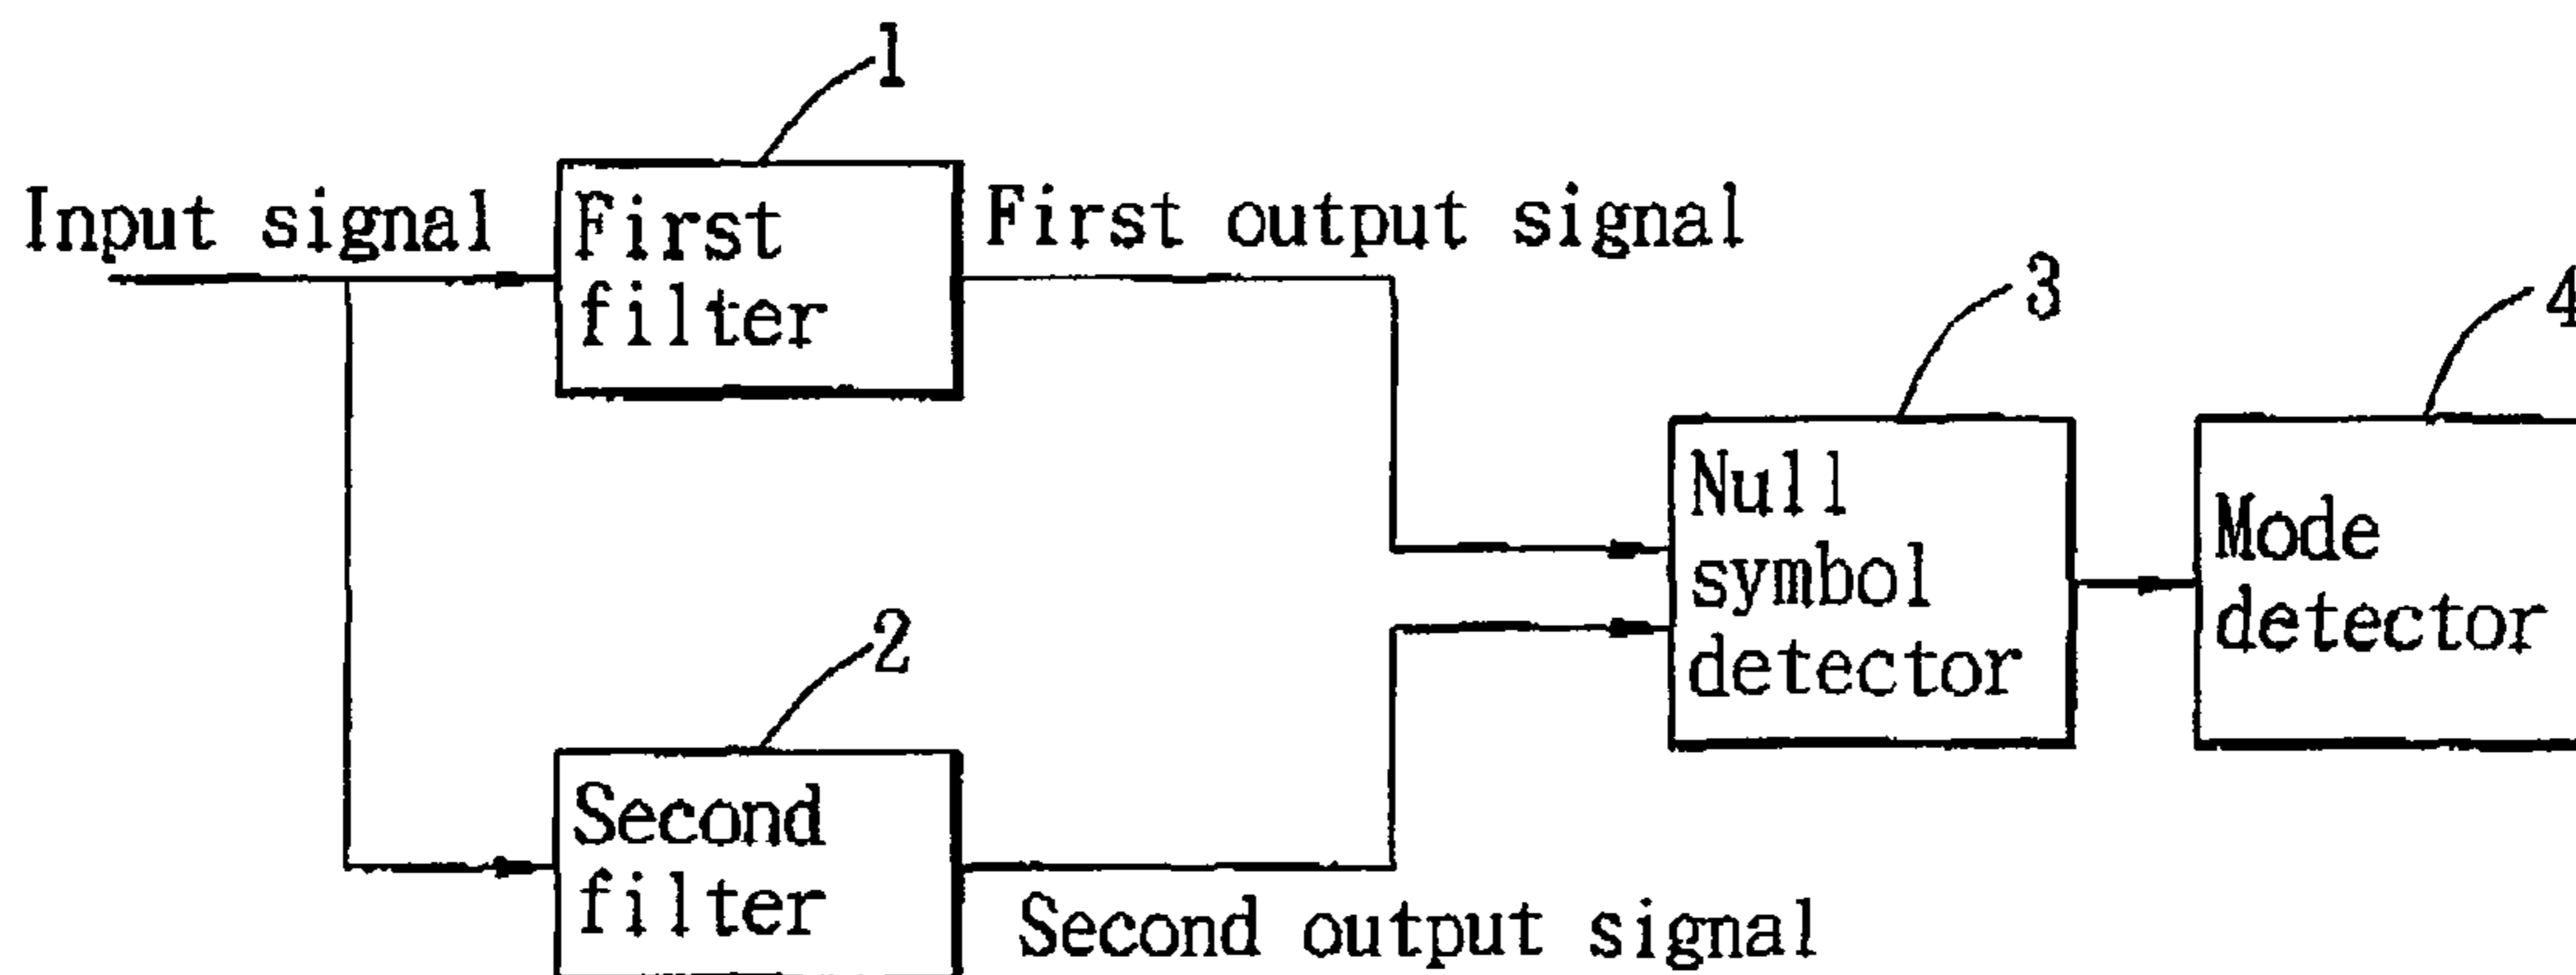 1
Input signal
First
filter
First output signal
3
4
Null
symbol
detector
Mode
detector
2
Second
filter
Second output signal